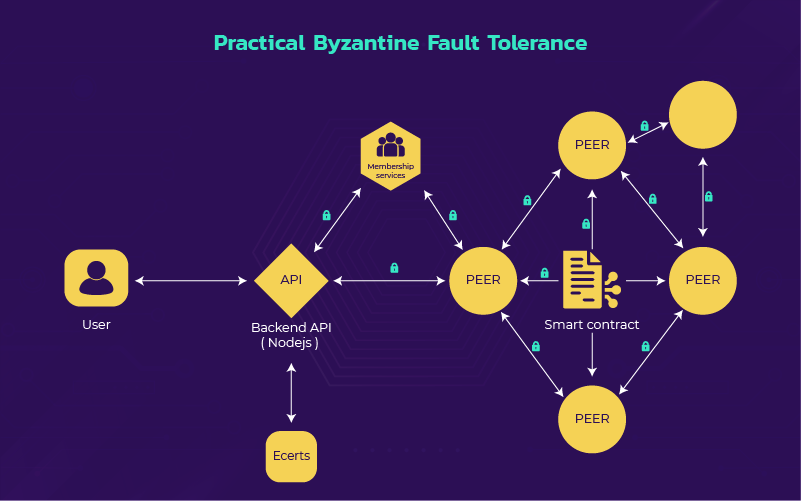 Practical Byzantine Fault Tolerance
PEER
Membership
services
User
API
Backend API
( Nodejs )
PEER
Smart contract
PEER
PEER
Ecerts